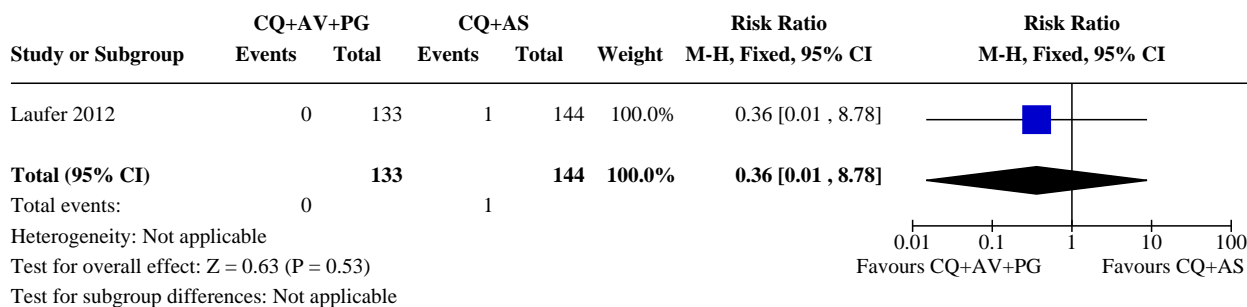 CQ+AV+PG CQ+AS Risk Ratio Risk Ratio
Study or Subgroup Events Total Events Total Weight M-H, Fixed, 95% CI M-H, Fixed, 95% CI
Laufer 2012 0 133 1 144 100.0% 0.36 [0.01 , 8.78]
Total (95% CI) 133 144 100.0% 0.36 [0.01 , 8.78]
Total events: 0 1
Heterogeneity: Not applicable
0.01 0.1 1 10 100
Test for overall effect: Z = 0.63 (P = 0.53)
Favours CQ+AV+PG Favours CQ+AS
Test for subgroup differences: Not applicable